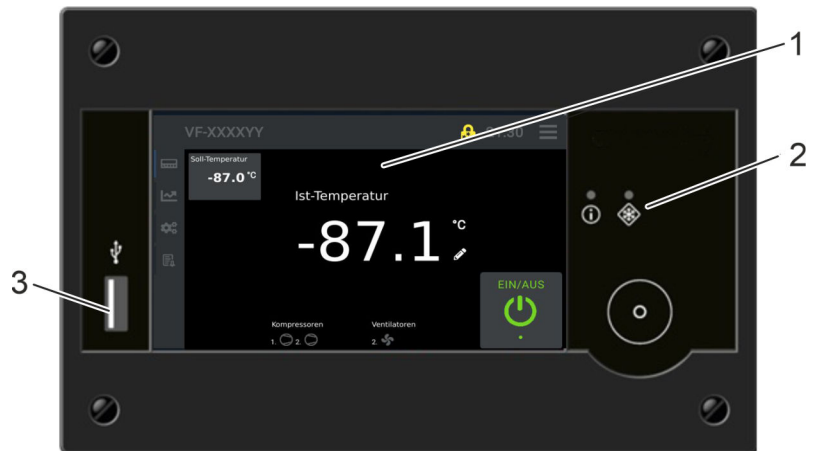 1
VF-XXXXYY
Soll-Temperatur
-87.0 °C
2
Ist-Temperatur
-87.1 °C
3
EIN/AUS
Kompressoren
Ventilatoren
1. 2.
2.